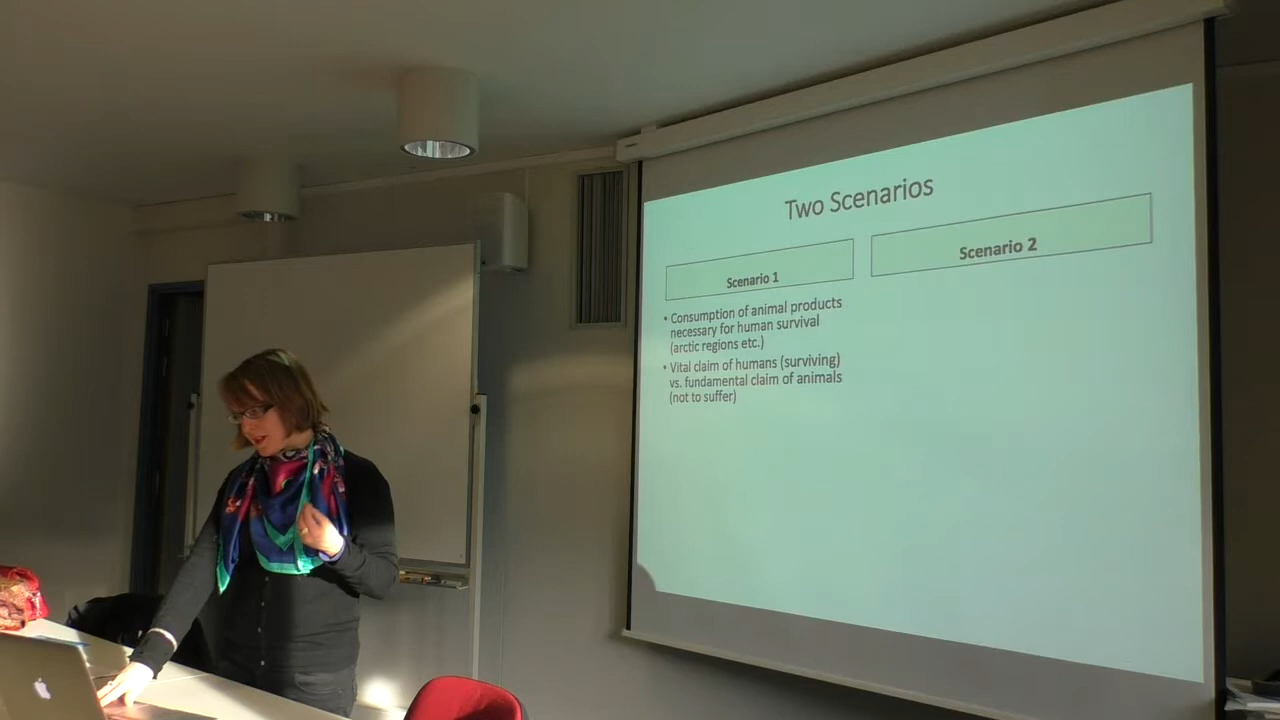 Two Scenarios
Scenario 1
Scenario 2
• Consumption of animal products
necessary for human survival
(arctic regions etc.)
• Vital claim of humans (surviving)
vs. fundamental claim of animals
(not to suffer)